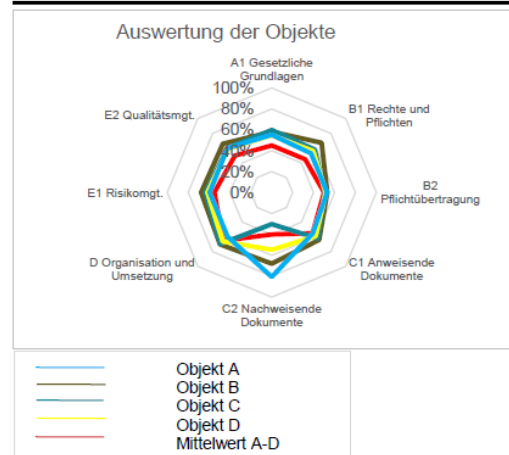 Auswertung der Objekte
A1 Gesetzliche
Grundlagen
100%
80%
60%
40%
20%
0%
B1 Rechte und
Pflichten
B2
Pflichtübertragung
C1 Anweisende
Dokumente
C2 Nachweisende
Dokumente
D Organisation und
Umsetzung
E1 Risikomgt.
E2 Qualitätsmgt.
Objekt A
Objekt B
Objekt C
Objekt D
Mittelwert A-D